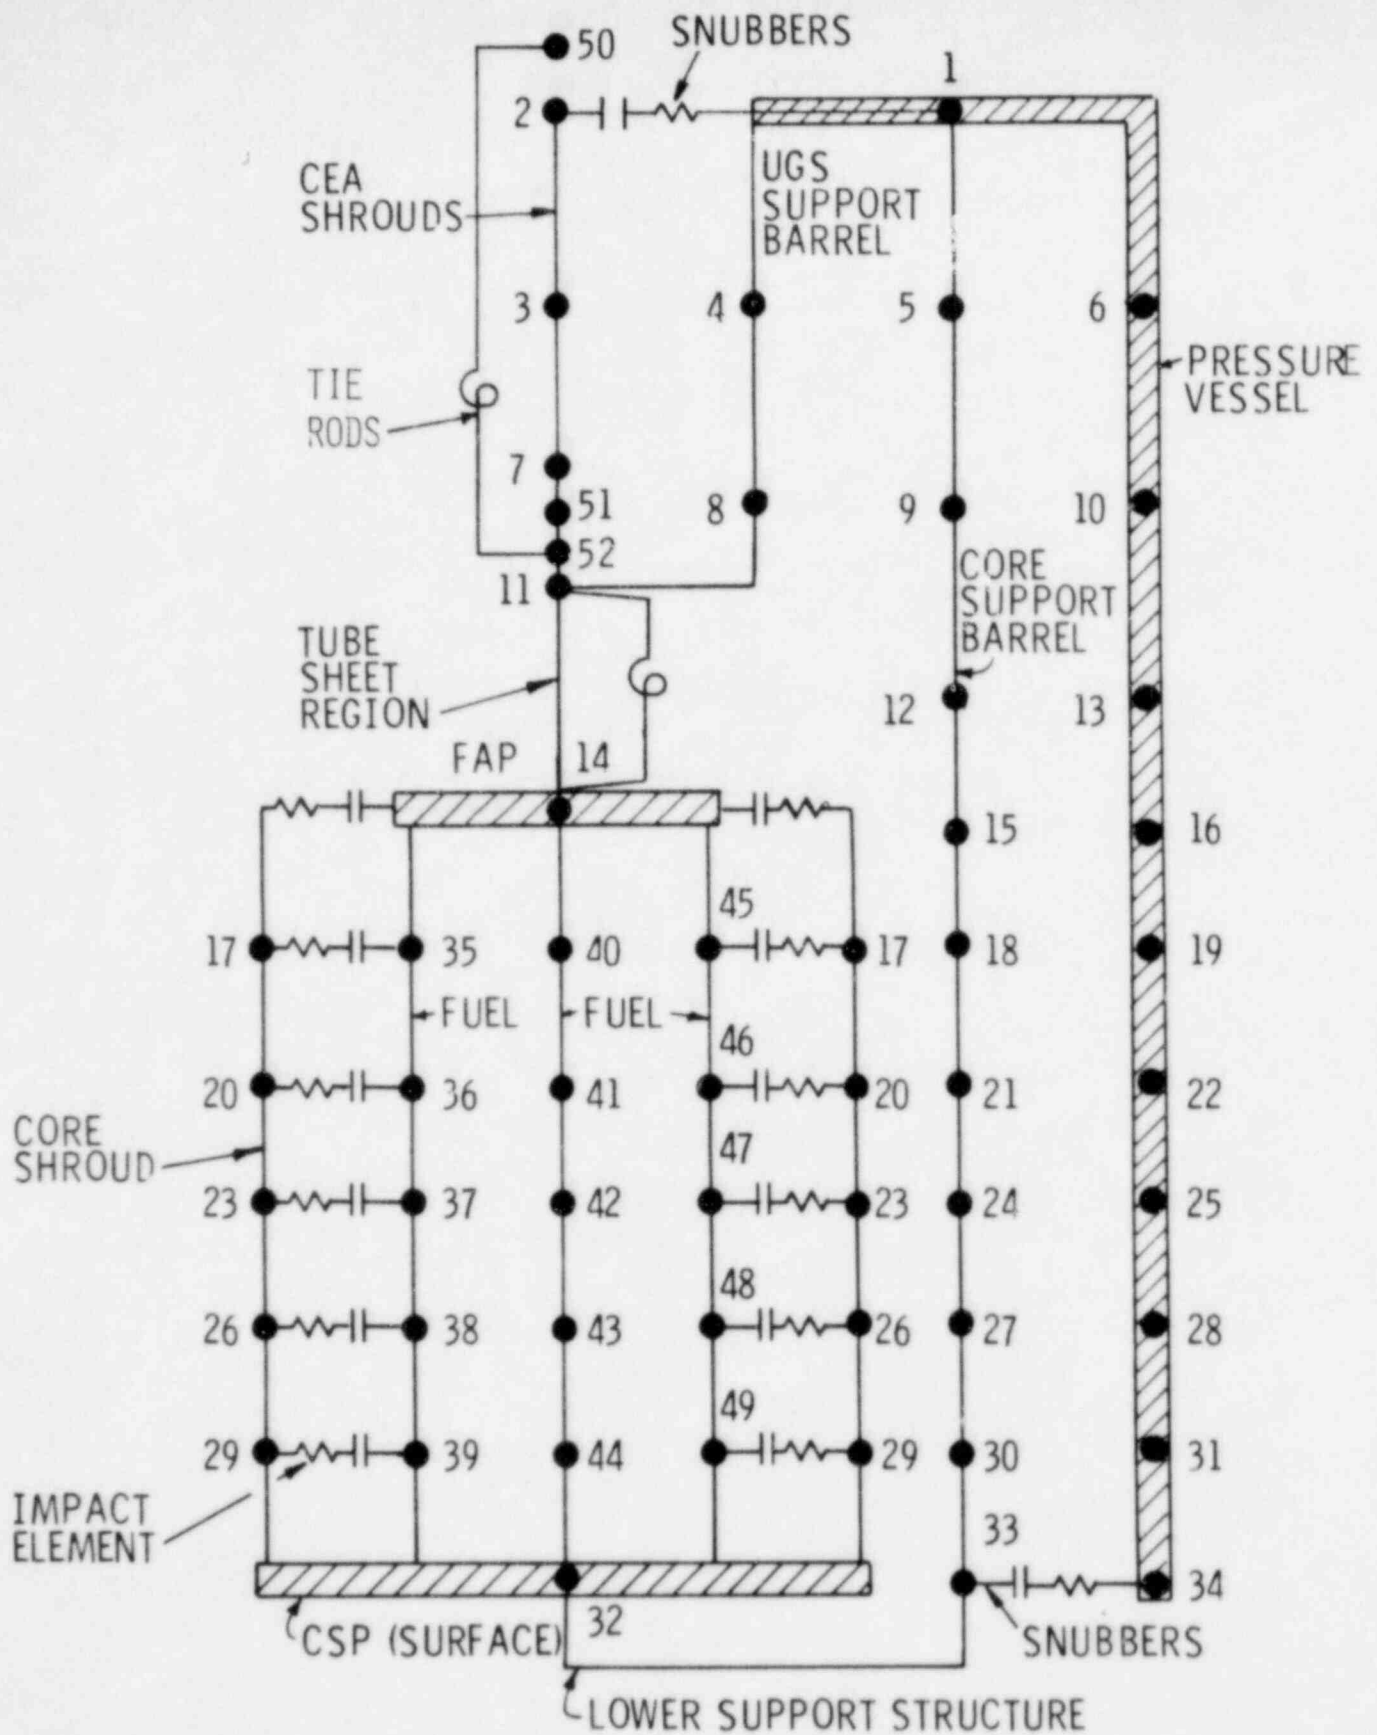 50
SNUBBERS
1
2
CEA
SHROUDS
UGS
SUPPORT
BARREL
3
4
5
6
PRESSURE
VESSEL
TIE
RODS
7
51
8
9
10
52
11
CORE
SUPPORT
BARREL
TUBE
SHEET
REGION
12
13
FAP
14
15
16
45
17
35
40
17
18
19
FUEL
FUEL
46
20
36
41
20
21
22
CORE
SHROUD
47
23
37
42
23
24
25
48
26
38
43
26
27
28
49
29
39
44
29
30
31
IMPACT
ELEMENT
33
34
32
CSP (SURFACE)
SNUBBERS
LOWER SUPPORT STRUCTURE